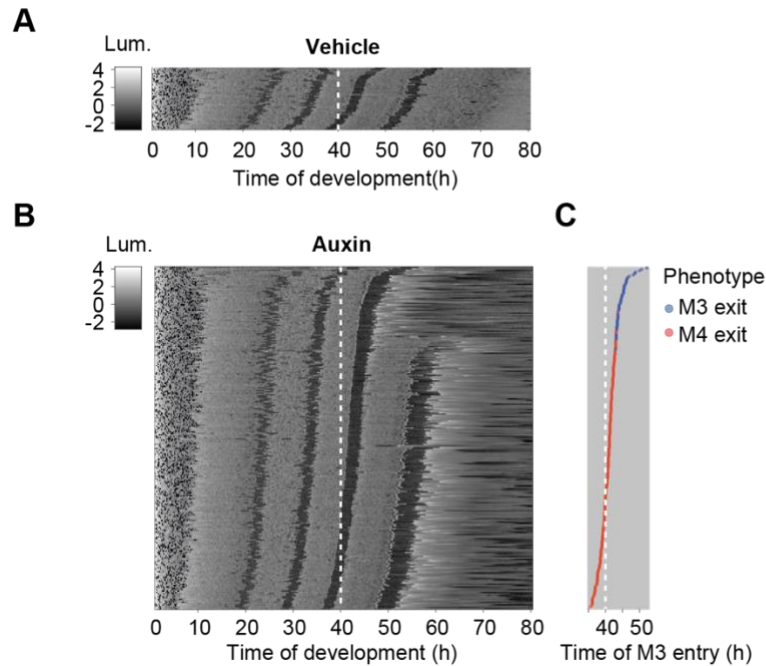 A
Lum.
Vehicle
4
2
0
-2
0 10 20 30 40 50 60 70 80
Time of development(h)
B
C
Lum.
Auxin
4
2
0
-2
Phenotype
M3 exit
M4 exit
0 10 20 30 40 50 60 70 80
40 50
Time of development (h)
Time of M3 entry (h)